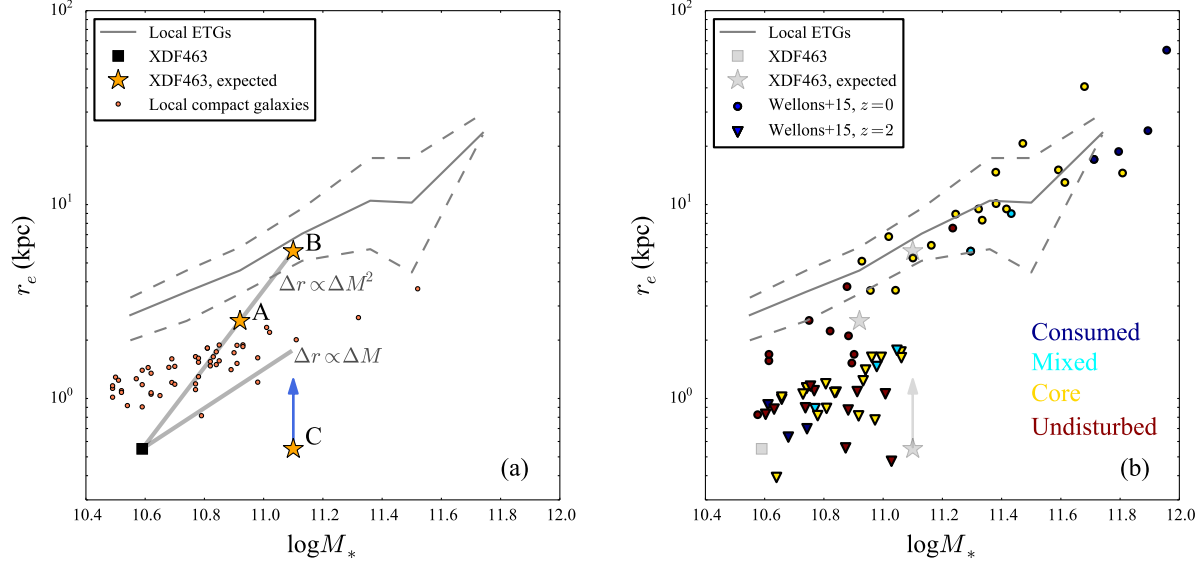 10²
10¹
10⁰
r_e (kpc)
Local ETGs
XDF463
XDF463, expected
Local compact galaxies
B
Δr ∝ ΔM²
A
Δr ∝ ΔM
C
(a)
10.4 10.6 10.8 11.0 11.2 11.4 11.6 11.8 12.0
logM_*
10²
10¹
10⁰
r_e (kpc)
Local ETGs
XDF463
XDF463, expected
Wellons+15, z=0
Wellons+15, z=2
Consumed
Mixed
Core
Undisturbed
(b)
10.4 10.6 10.8 11.0 11.2 11.4 11.6 11.8 12.0
logM_*